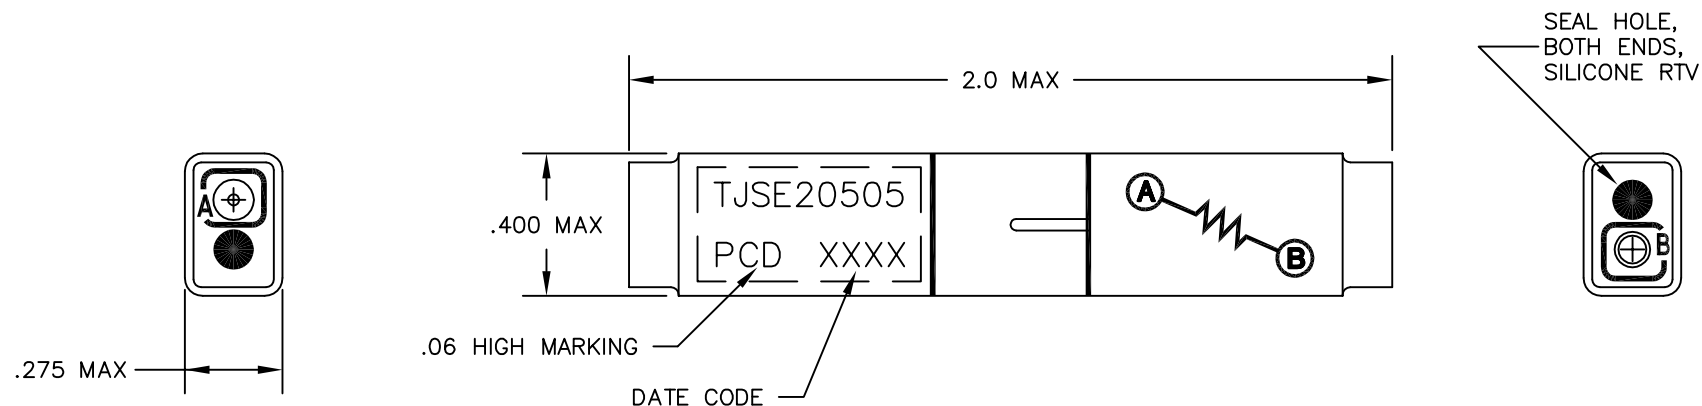 SEAL HOLE,
BOTH ENDS,
SILICONE RTV
2.0 MAX
A
.400 MAX
TJSE20505
PCD XXXX
A
B
B
.06 HIGH MARKING
.275 MAX
DATE CODE